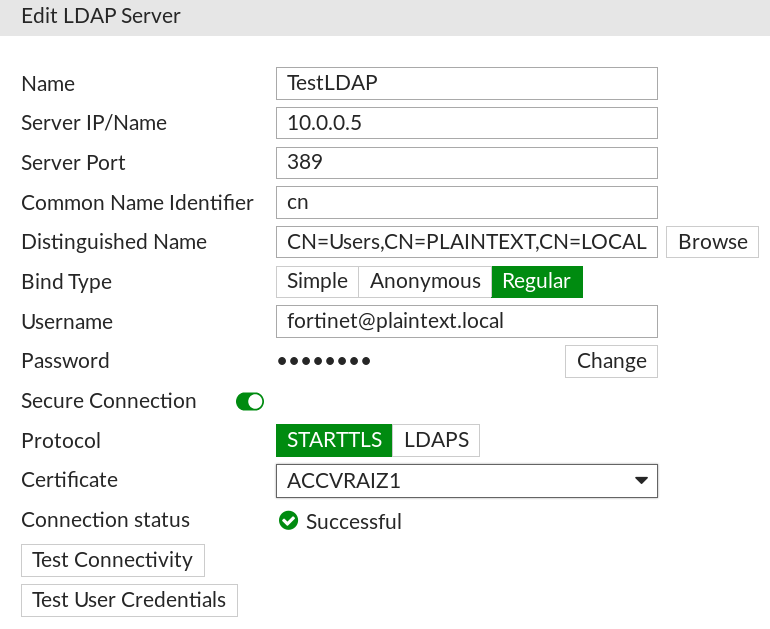 Edit LDAP Server
Name TestLDAP
Server IP/Name 10.0.0.5
Server Port 389
Common Name Identifier cn
Distinguished Name CN=Users,CN=PLAINTEXT,CN=LOCAL Browse
Bind Type Simple Anonymous Regular
Username fortinet@plaintext.local
Password •••••••• Change
Secure Connection
Protocol STARTTLS LDAPS
Certificate ACCVRAIZ1
Connection status Successful
Test Connectivity
Test User Credentials